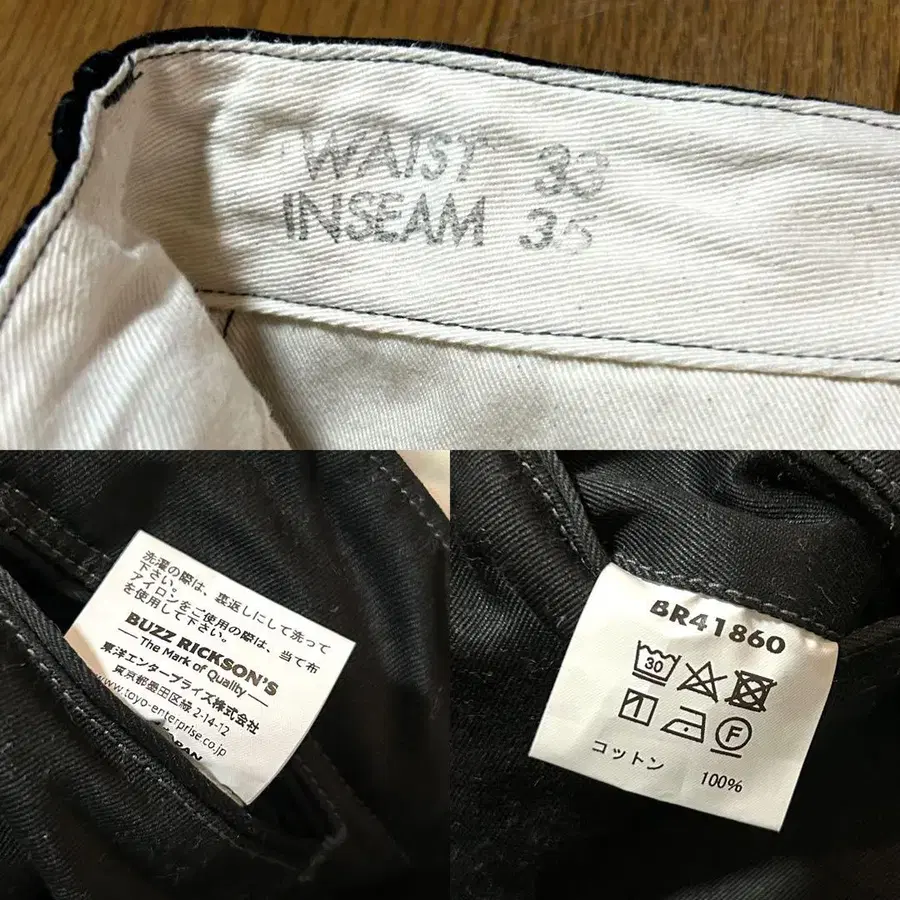 WAIST 33
INSEAM 35
洗濯の際は、裏返しにして洗って
下さい。
アイロンをご使用の際は、当て布
を使用して下さい。
BUZZ RICKSON'S
The Mark of Quality
東洋エンタープライズ株式会社
東京都墨田区緑2-14-12
www.toyo-enterprise.co.jp
BR41860
30
F
コットン 100%